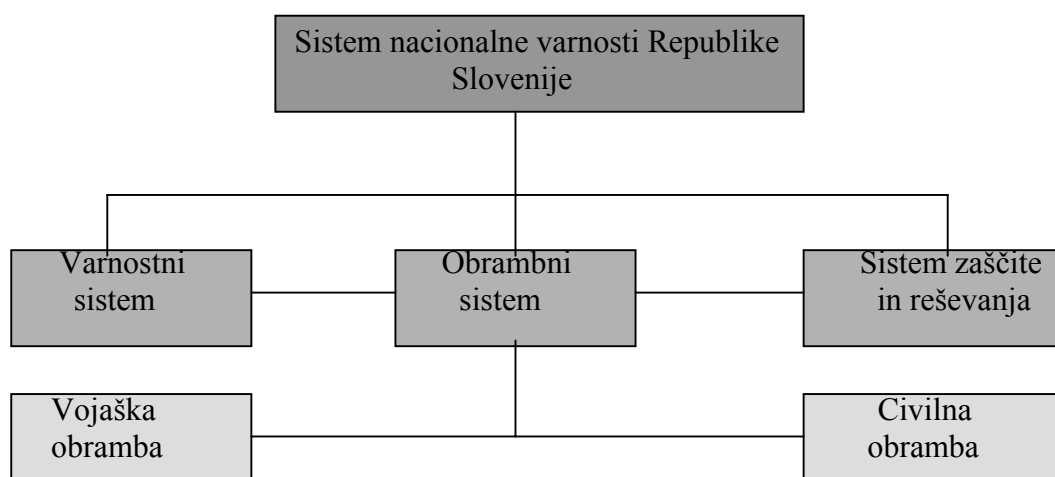 Sistem nacionalne varnosti Republike
Slovenije
Varnostni
sistem
Obrambni
sistem
Sistem zaščite
in reševanja
Vojaška
obramba
Civilna
obramba